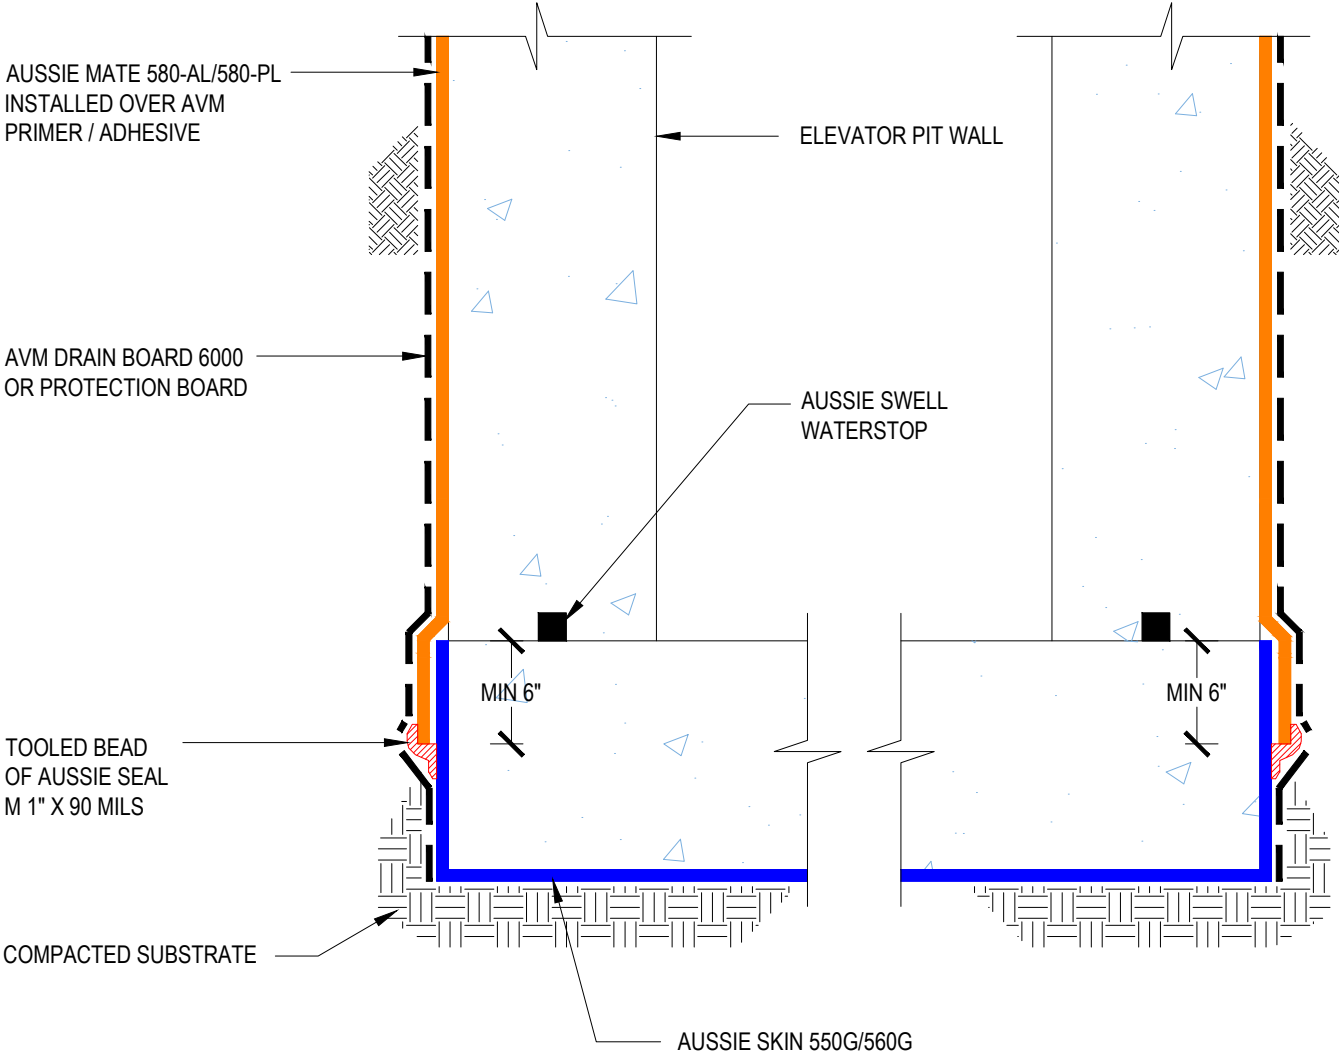 AUSSIE MATE 580-AL/580-PL
INSTALLED OVER AVM
PRIMER / ADHESIVE
ELEVATOR PIT WALL
AVM DRAIN BOARD 6000
OR PROTECTION BOARD
AUSSIE SWELL
WATERSTOP
MIN 6"
MIN 6"
TOOLED BEAD
OF AUSSIE SEAL
M 1" X 90 MILS
COMPACTED SUBSTRATE
AUSSIE SKIN 550G/560G